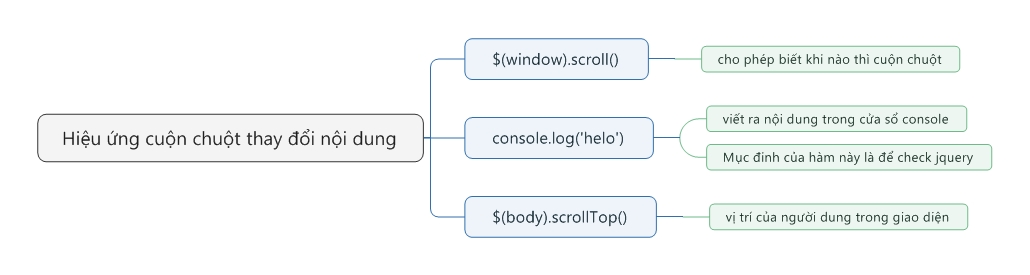 Hiệu ứng cuộn chuột thay đổi nội dung
$(window).scroll()
cho phép biết khi nào thì cuộn chuột
console.log('helo')
viết ra nội dung trong cửa sổ console
Mục đỉnh của hàm này là để check jquery
$(body).scrollTop()
vị trí của người dung trong giao diện